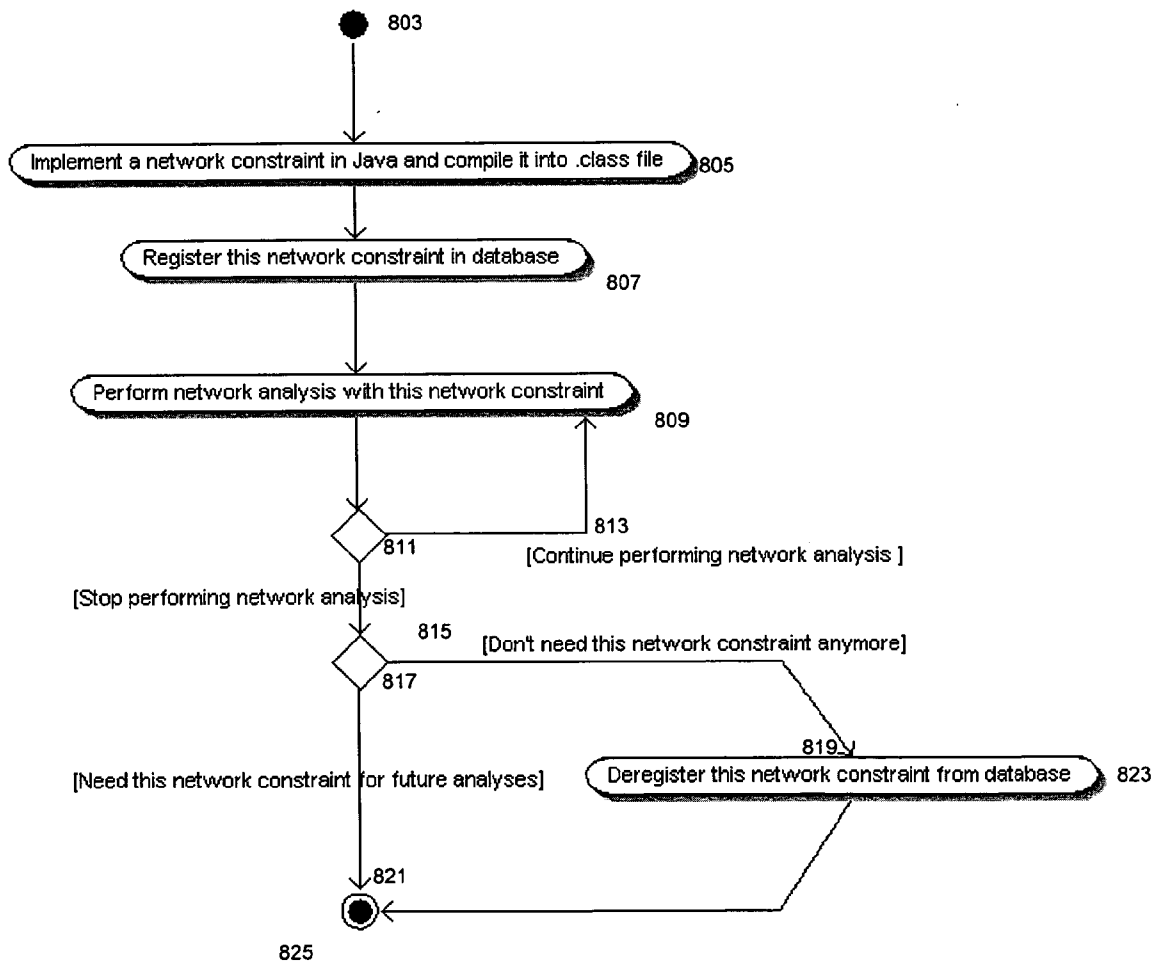 803
Implement a network constraint in Java and compile it into .class file
805
Register this network constraint in database
807
Perform network analysis with this network constraint
809
813
811
[Continue performing network analysis ]
[Stop performing network analysis]
815
[Don't need this network constraint anymore]
817
819
[Need this network constraint for future analyses]
Deregister this network constraint from database
823
821
825